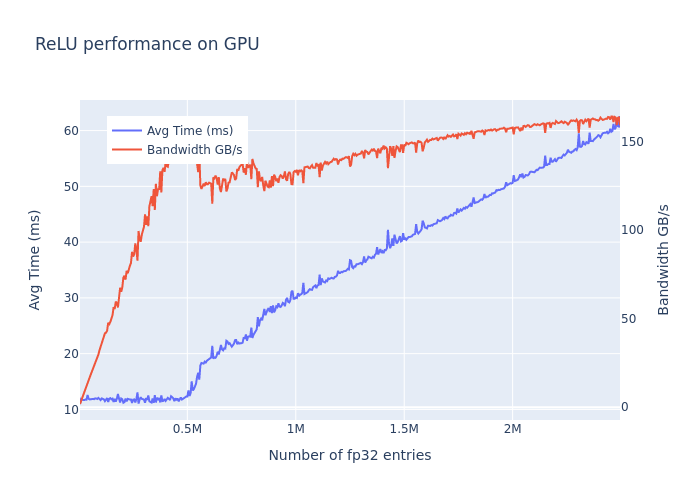 ReLU performance on GPU
Avg Time (ms)
Bandwidth GB/s
60
50
40
30
20
10
150
100
50
0
0.5M
1M
1.5M
2M
Avg Time (ms)
Bandwidth GB/s
Number of fp32 entries